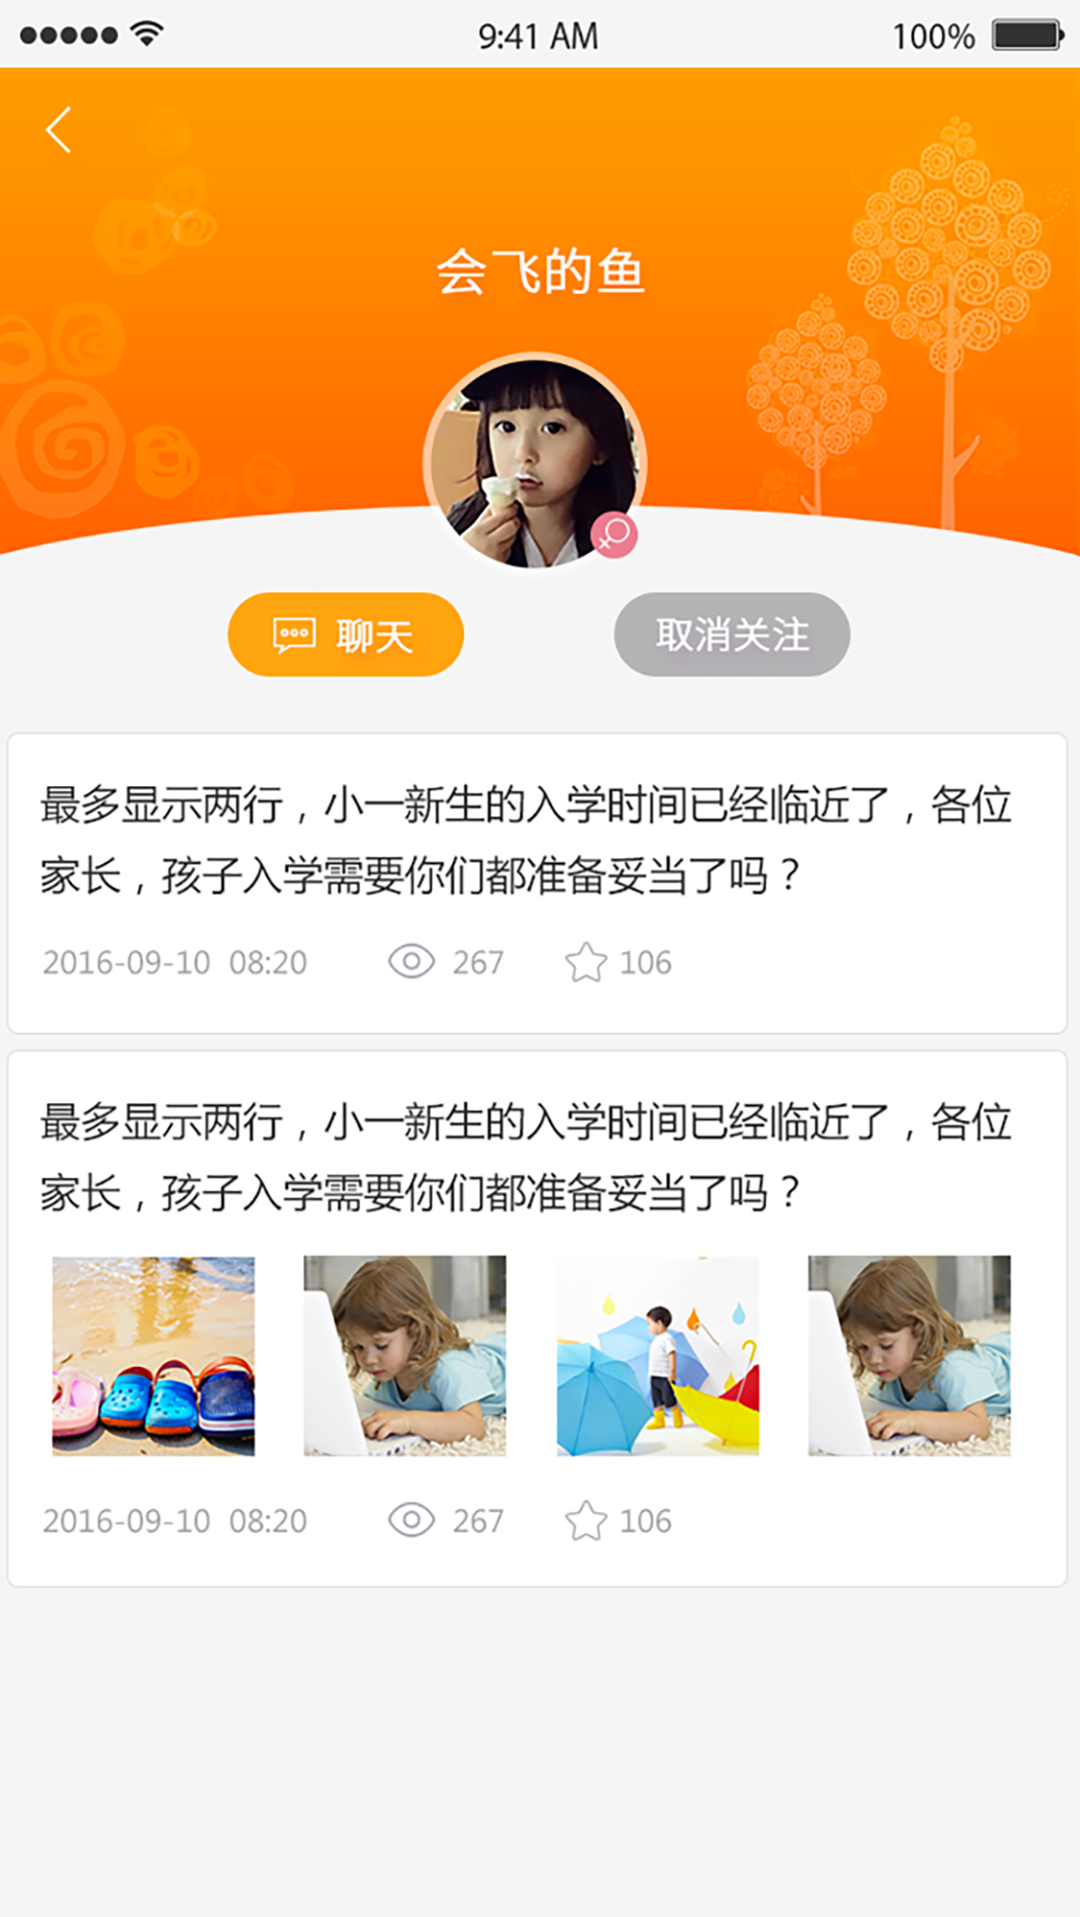 9:41 AM
100%
会飞的鱼
聊天
取消关注
最多显示两行，小一新生的入学时间已经临近了，各位
家长，孩子入学需要你们都准备妥当了吗？
2016-09-10 08:20
267
106
最多显示两行，小一新生的入学时间已经临近了，各位
家长，孩子入学需要你们都准备妥当了吗？
2016-09-10 08:20
267
106